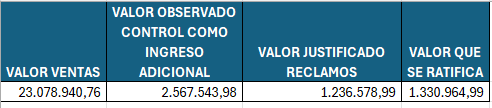 VALOR VENTAS
VALOR OBSERVADO
CONTROL COMO
INGRESO
ADICIONAL
VALOR JUSTIFICADO
RECLAMOS
VALOR QUE
SE RATIFICA
23.078.940,76
2.567.543,98
1.236.578,99
1.330.964,99